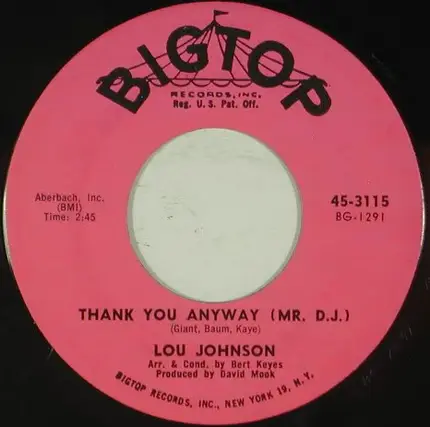 BIGTOP
RECORDS, INC.
Reg. U. S. Pat. Off.
Aberbach, Inc.
(BMI)
Time: 2:45
45-3115
BG-1291
THANK YOU ANYWAY (MR. D.J.)
(Giant, Baum, Kaye)
LOU JOHNSON
Arr. & Cond. by Bert Keyes
Produced by David Mook
BIGTOP RECORDS, INC., NEW YORK 19, N. Y.